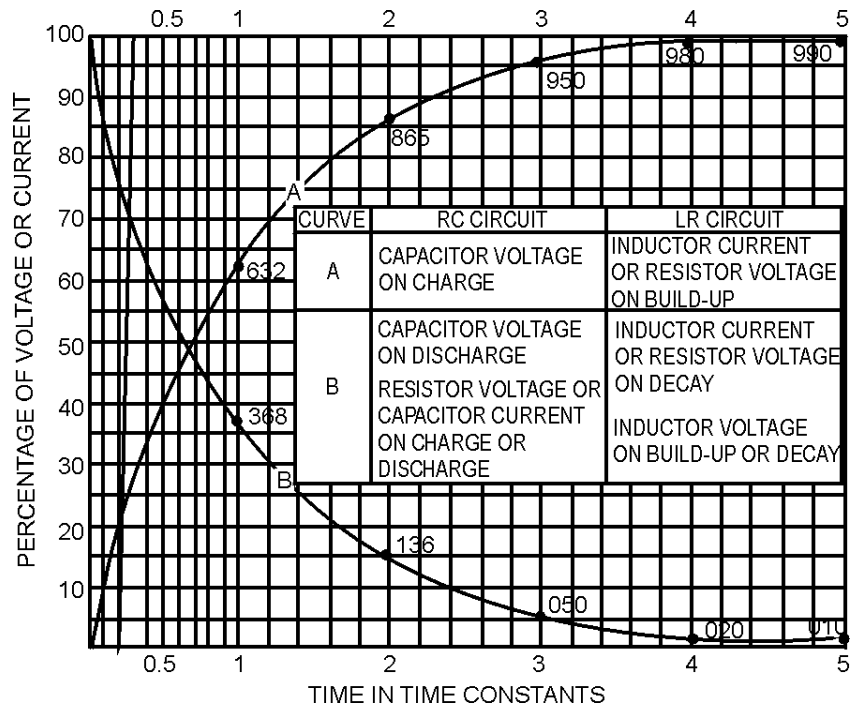 0.5 1 2 3 4 5
100
90
80
70
60
50
40
30
20
10
PERCENTAGE OF VOLTAGE OR CURRENT
980
990
950
865
A
632
368
B
136
050
020
010
CURVE RC CIRCUIT LR CIRCUIT
A
CAPACITOR VOLTAGE
ON CHARGE
INDUCTOR CURRENT
OR RESISTOR VOLTAGE
ON BUILD-UP
B
CAPACITOR VOLTAGE
ON DISCHARGE
RESISTOR VOLTAGE OR
CAPACITOR CURRENT
ON CHARGE OR
DISCHARGE
INDUCTOR CURRENT
OR RESISTOR VOLTAGE
ON DECAY
INDUCTOR VOLTAGE
ON BUILD-UP OR DECAY
0.5 1 2 3 4 5
TIME IN TIME CONSTANTS